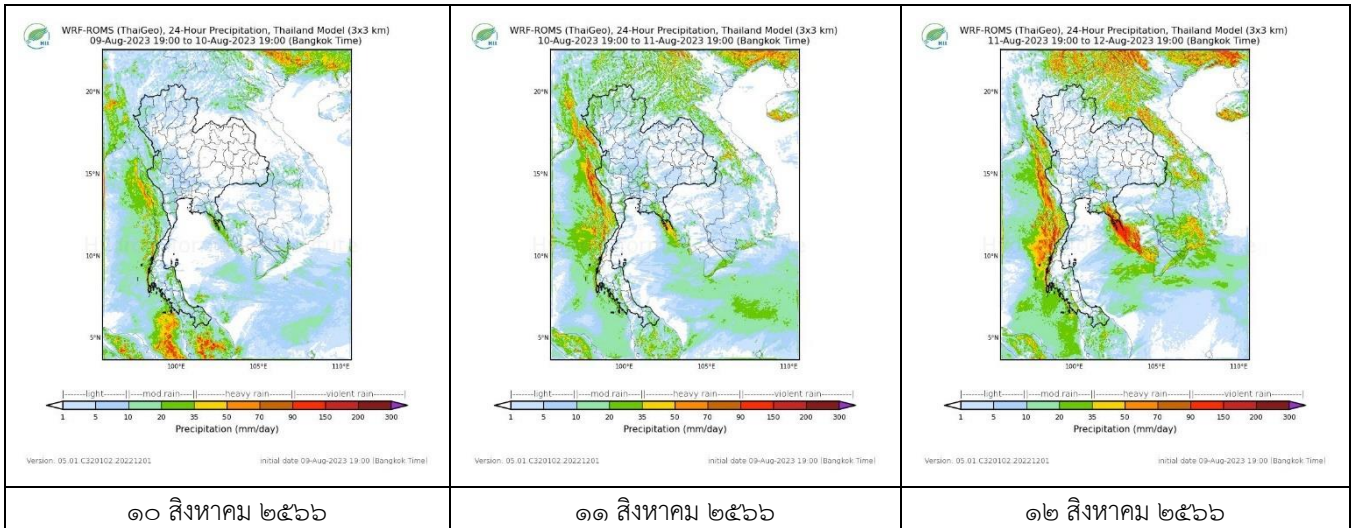 HII
WRF-ROMS (ThaiGeo), 24-Hour Precipitation, Thailand Model (3x3 km)
09-Aug-2023 19:00 to 10-Aug-2023 19:00 (Bangkok Time)
20°N
15°N
10°N
5°N
100°E 105°E 110°E
|------light------||---mod rain---||------heavy rain------||------violent rain------|
1 5 10 20 35 50 70 90 150 200 300
Precipitation (mm/day)
Version: 05.01.C320102.20221201 initial date 09-Aug-2023 19:00 (Bangkok Time)
๑๐ สิงหาคม ๒๕๖๖
HII
WRF-ROMS (ThaiGeo), 24-Hour Precipitation, Thailand Model (3x3 km)
10-Aug-2023 19:00 to 11-Aug-2023 19:00 (Bangkok Time)
20°N
15°N
10°N
5°N
100°E 105°E 110°E
|------light------||---mod rain---||------heavy rain------||------violent rain------|
1 5 10 20 35 50 70 90 150 200 300
Precipitation (mm/day)
Version: 05.01.C320102.20221201 initial date 09-Aug-2023 19:00 (Bangkok Time)
๑๑ สิงหาคม ๒๕๖๖
HII
WRF-ROMS (ThaiGeo), 24-Hour Precipitation, Thailand Model (3x3 km)
11-Aug-2023 19:00 to 12-Aug-2023 19:00 (Bangkok Time)
20°N
15°N
10°N
5°N
100°E 105°E 110°E
|------light------||---mod rain---||------heavy rain------||------violent rain------|
1 5 10 20 35 50 70 90 150 200 300
Precipitation (mm/day)
Version: 05.01.C320102.20221201 initial date 09-Aug-2023 19:00 (Bangkok Time)
๑๒ สิงหาคม ๒๕๖๖